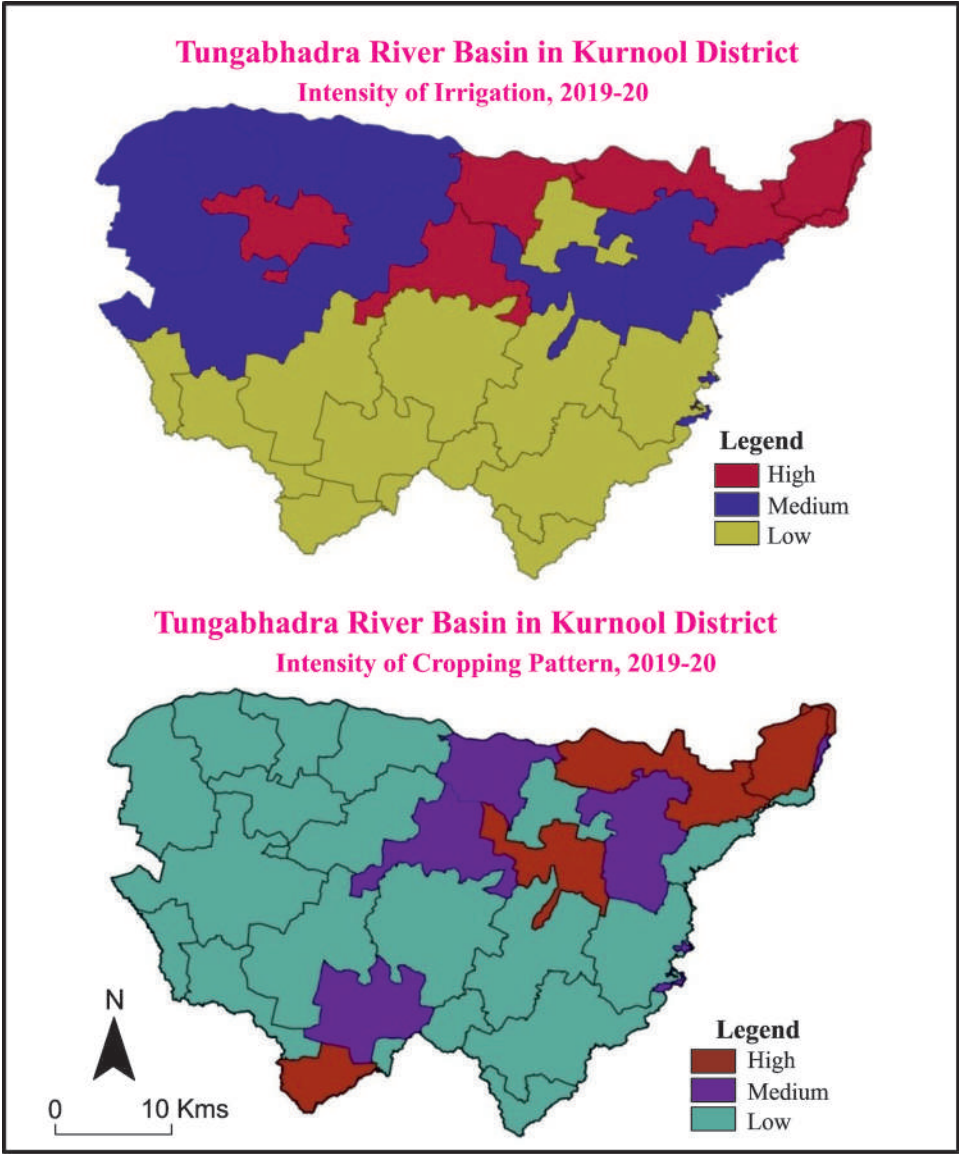 Tungabhadra River Basin in Kurnool District
Intensity of Irrigation, 2019-20
Legend
High
Medium
Low
Tungabhadra River Basin in Kurnool District
Intensity of Cropping Pattern, 2019-20
N
0 10 Kms
Legend
High
Medium
Low